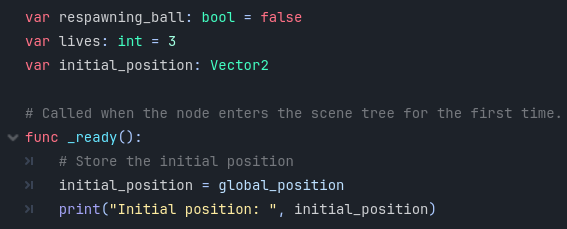 var respawning_ball: bool = false
var lives: int = 3
var initial_position: Vector2

# Called when the node enters the scene tree for the first time.
func _ready():
    # Store the initial position
    initial_position = global_position
    print("Initial position: ", initial_position)